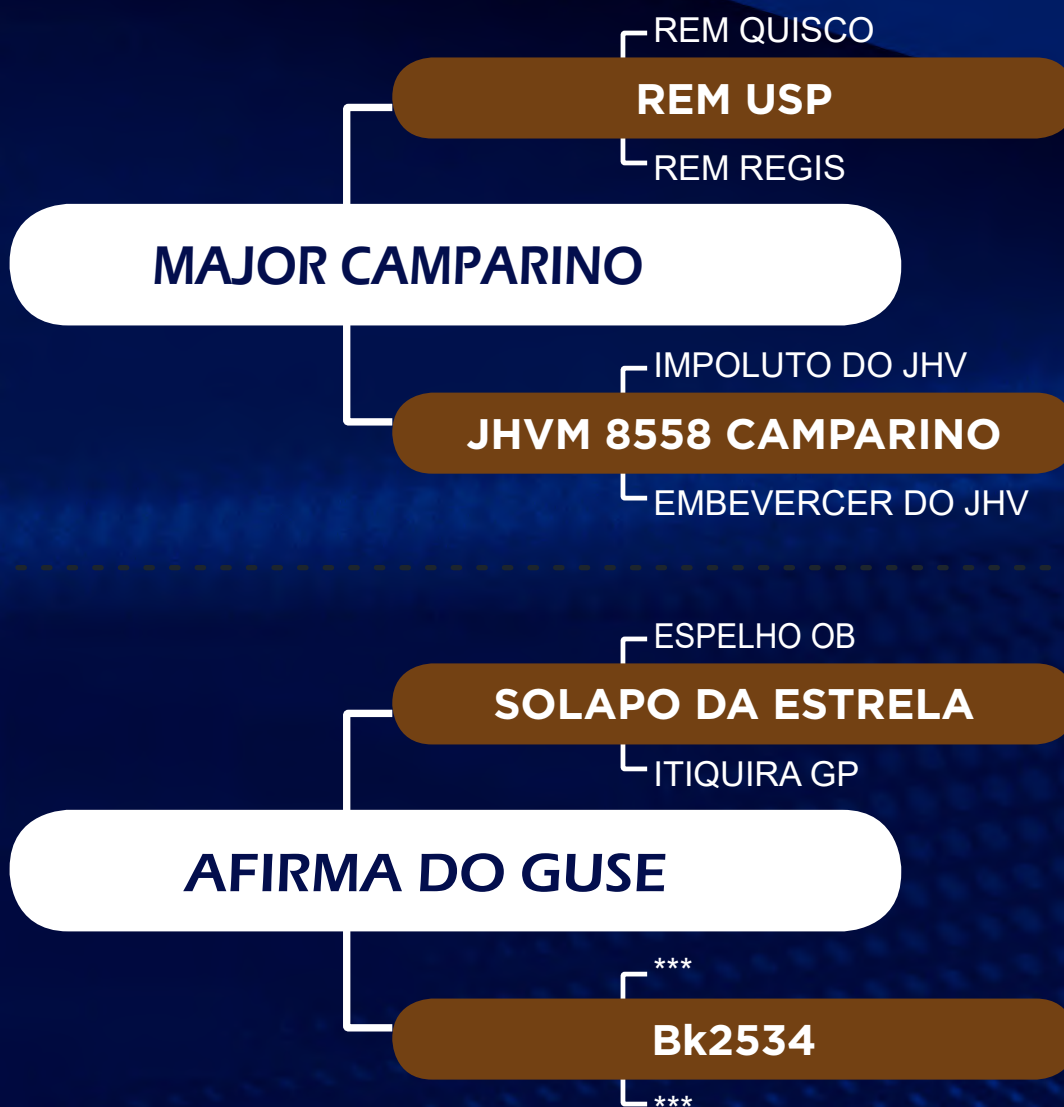 REM QUISCO
REM USP
REM REGIS
MAJOR CAMPARINO
IMPOLUTO DO JHV
JHVM 8558 CAMPARINO
EMBEVERCER DO JHV
ESPELHO OB
SOLAPO DA ESTRELA
ITIQUIRA GP
AFIRMA DO GUSE
***
Bk2534
***